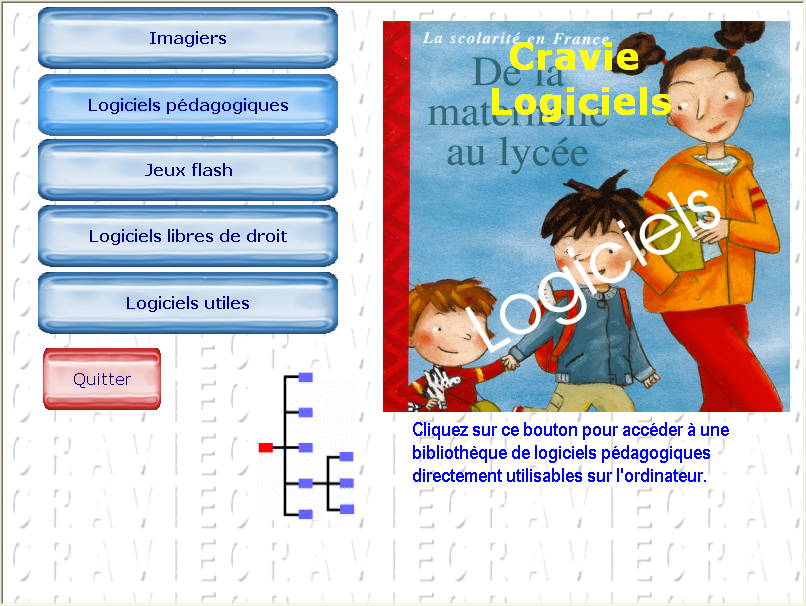 Imagiers
Logiciels pédagogiques
Jeux flash
Logiciels libres de droit
Logiciels utiles
Quitter
La scolarité en France
Cravie
Logiciels
De la
maternelle
au lycée
Logiciels
Cliquez sur ce bouton pour accéder à une
bibliothèque de logiciels pédagogiques
directement utilisables sur l'ordinateur.